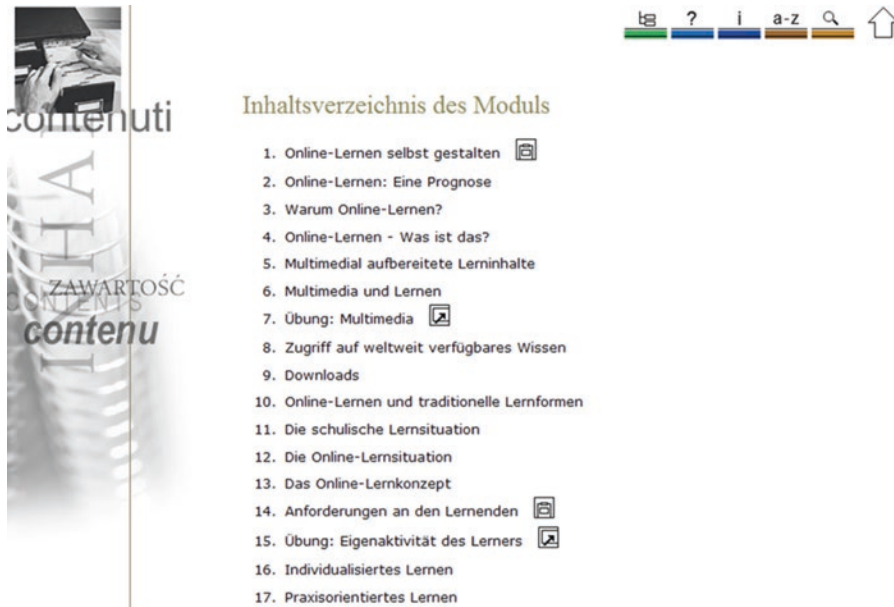 ? i a-z
contenuti
INHAL
ZAWARTOŚĆ
CONTENTS
contenu
Inhaltsverzeichnis des Moduls
1. Online-Lernen selbst gestalten
2. Online-Lernen: Eine Prognose
3. Warum Online-Lernen?
4. Online-Lernen - Was ist das?
5. Multimedial aufbereitete Lerninhalte
6. Multimedia und Lernen
7. Übung: Multimedia
8. Zugriff auf weltweit verfügbares Wissen
9. Downloads
10. Online-Lernen und traditionelle Lernformen
11. Die schulische Lernsituation
12. Die Online-Lernsituation
13. Das Online-Lernkonzept
14. Anforderungen an den Lernenden
15. Übung: Eigenaktivität des Lerners
16. Individualisiertes Lernen
17. Praxisorientiertes Lernen